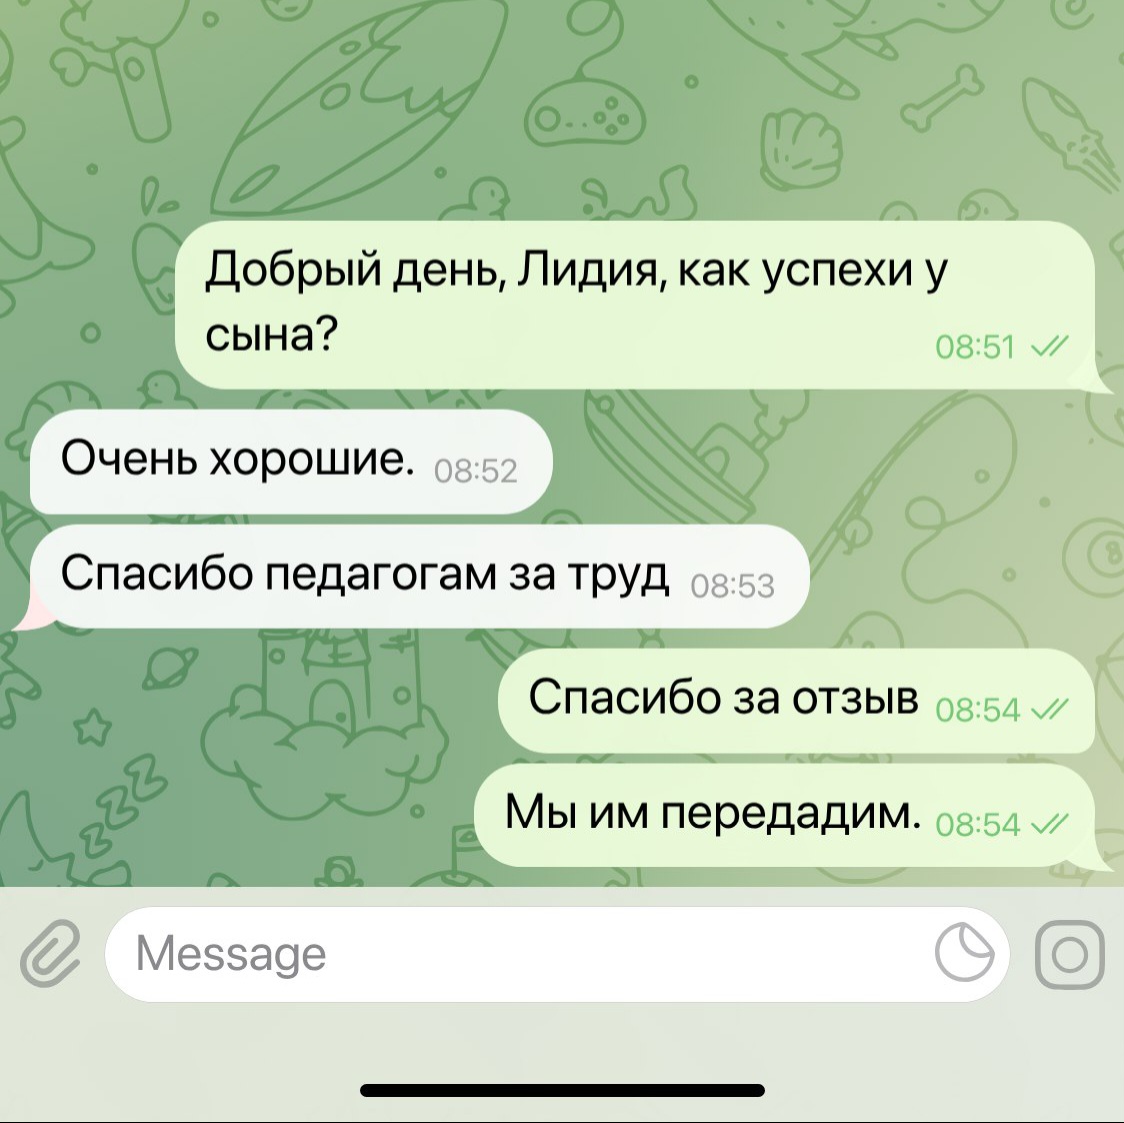 Добрый день, Лидия, как успехи у
сына?
08:51
Очень хорошие. 08:52
Спасибо педагогам за труд 08:53
Спасибо за отзыв 08:54
Мы им передадим. 08:54
Message